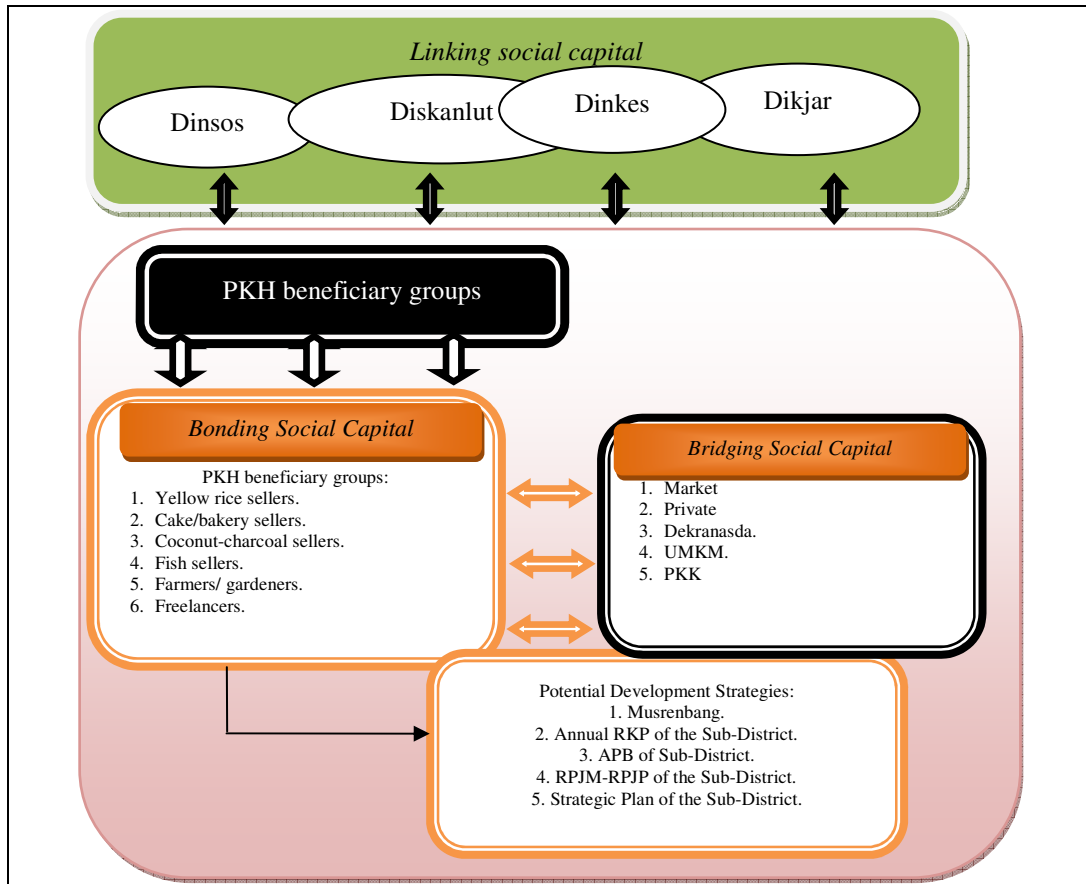 Linking social capital
Dinsos
Diskanlut
Dinkes
Dikjar
PKH beneficiary groups
Bonding Social Capital
PKH beneficiary groups:
1. Yellow rice sellers.
2. Cake/bakery sellers.
3. Coconut-charcoal sellers.
4. Fish sellers.
5. Farmers/ gardeners.
6. Freelancers.
Bridging Social Capital
1. Market
2. Private
3. Dekranasda.
4. UMKM.
5. PKK
Potential Development Strategies:
1. Musrenbang.
2. Annual RKP of the Sub-District.
3. APB of Sub-District.
4. RPJM-RPJP of the Sub-District.
5. Strategic Plan of the Sub-District.